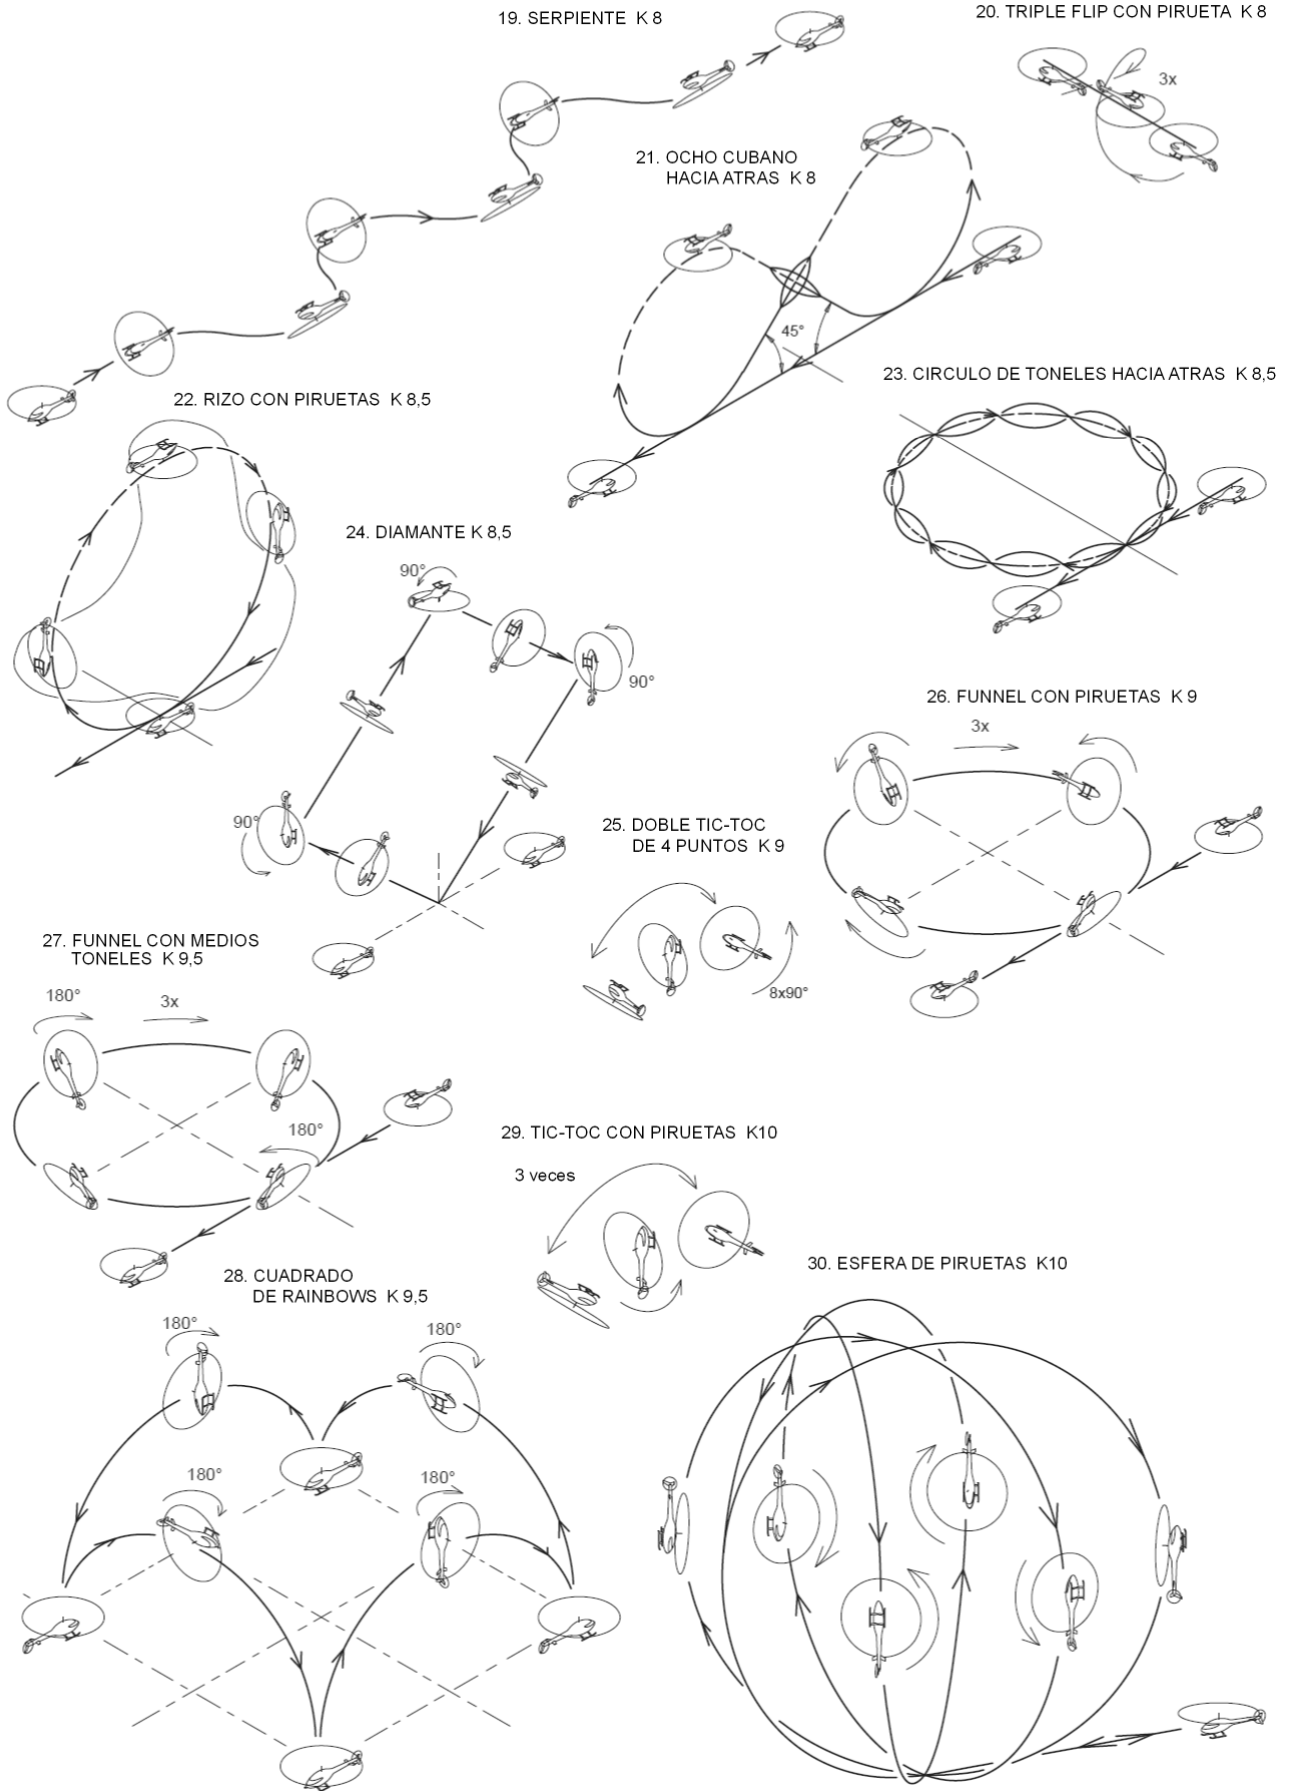 19. SERPIENTE K 8
20. TRIPLE FLIP CON PIRUETA K 8
3x
21. OCHO CUBANO
HACIA ATRAS K 8
45°
22. RIZO CON PIRUETAS K 8,5
23. CIRCULO DE TONELES HACIA ATRAS K 8,5
24. DIAMANTE K 8,5
90°
90°
90°
25. DOBLE TIC-TOC
DE 4 PUNTOS K 9
8x90°
26. FUNNEL CON PIRUETAS K 9
3x
27. FUNNEL CON MEDIOS
TONELES K 9,5
180°
3x
180°
28. CUADRADO
DE RAINBOWS K 9,5
180°
180°
180°
180°
29. TIC-TOC CON PIRUETAS K10
3 veces
30. ESFERA DE PIRUETAS K10